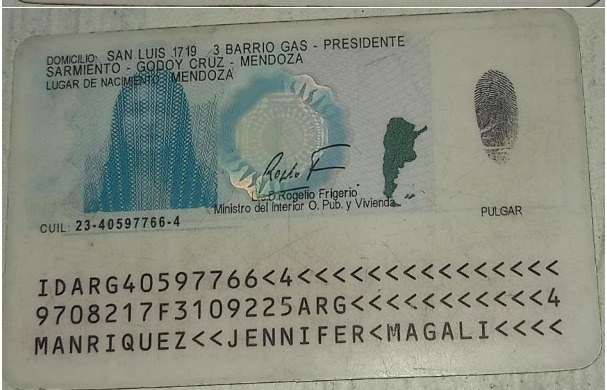 DOMICILIO: SAN LUIS 1719 3 BARRIO GAS - PRESIDENTE
SARMIENTO - GODOY CRUZ - MENDOZA
LUGAR DE NACIMIENTO: MENDOZA
Lic. D. Rogelio Frigerio
Ministro del Interior O. Pub. y Vivienda
CUIL: 23-40597766-4
PULGAR
IDARG40597766<4<<<<<<<<<<<<<<<
9708217F3109225ARG<<<<<<<<<<<4
MANRIQUEZ<<JENNIFER<MAGALI<<<<